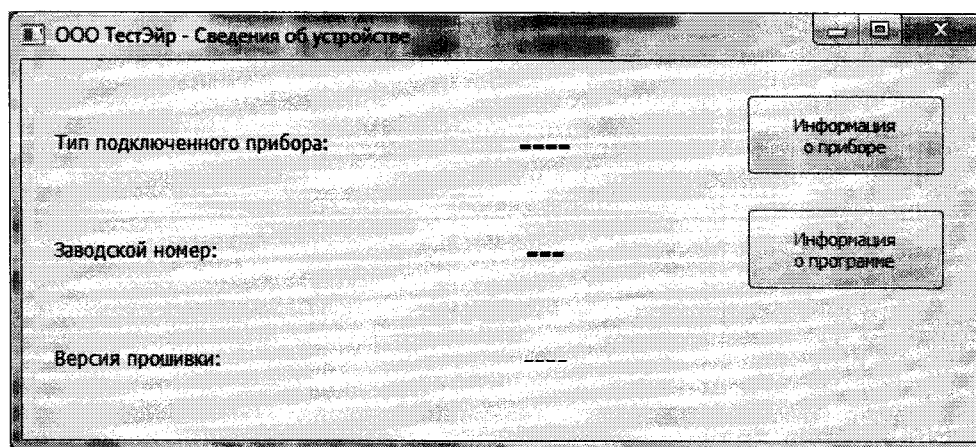 ООО ТестЭйр - Сведения об устройстве
Тип подключенного прибора:
----
Информация
о приборе
Заводской номер:
---
Информация
о программе
Версия прошивки:
----